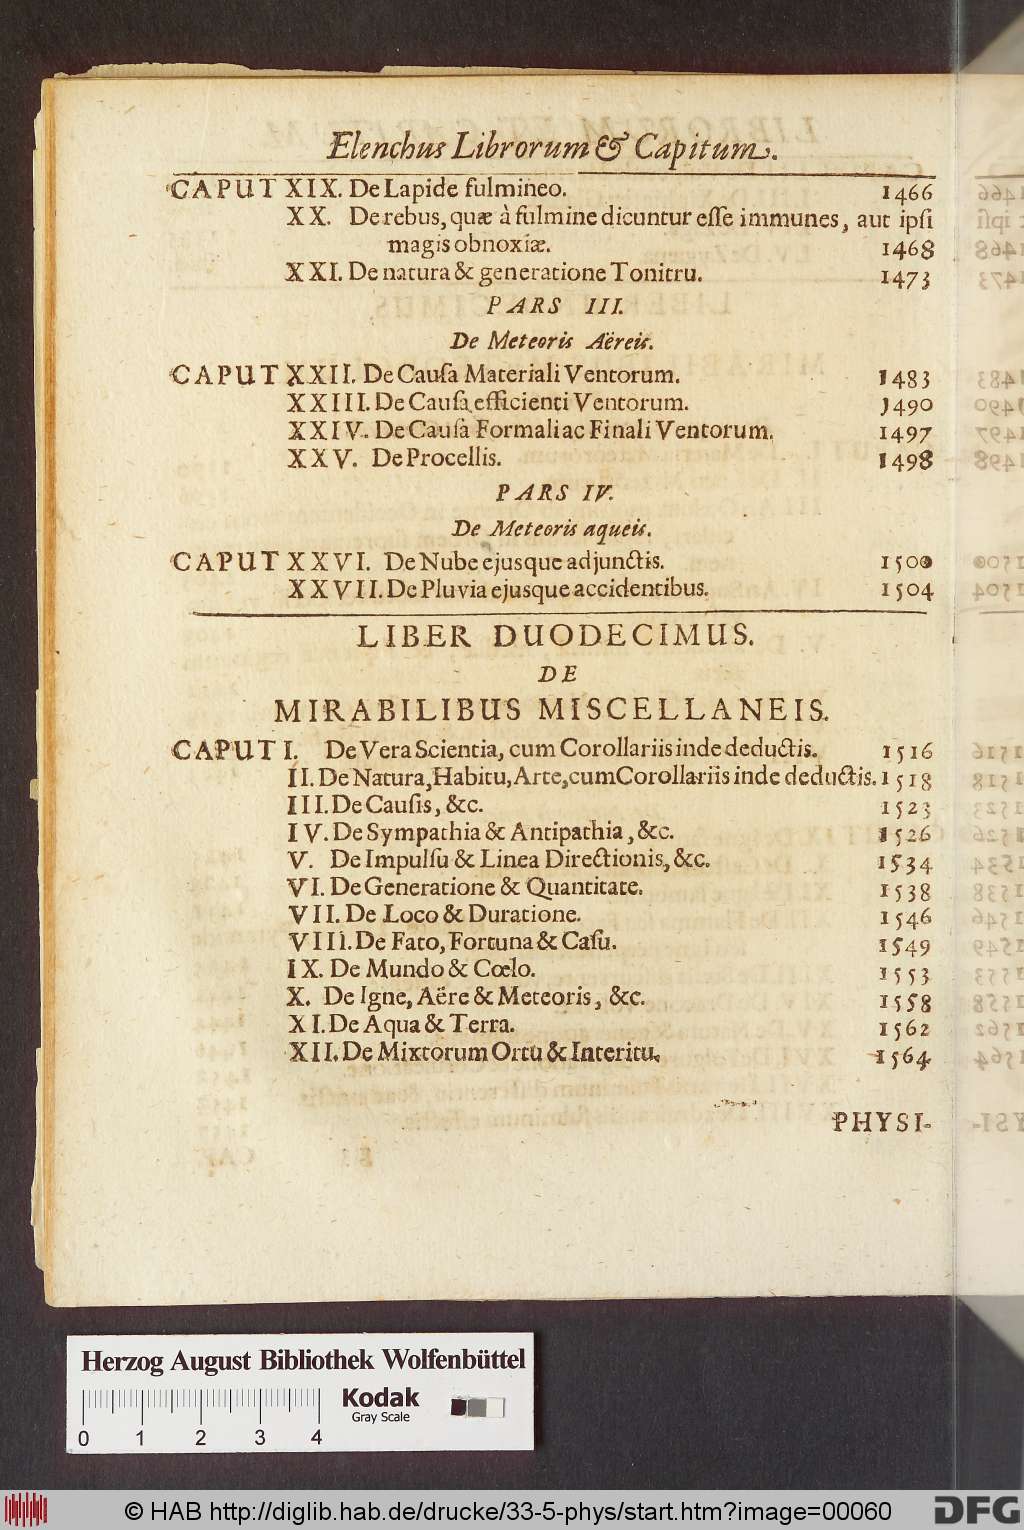 Elenchus Librorum & Capitum.
CAPUT XIX. De Lapide fulmineo. 1466
XX. De rebus, quæ à fulmine dicuntur eſſe immunes, aut ipſi
magis obnoxiæ. 1468
XXI. De natura & generatione Tonitru. 1473
PARS III.
De Meteoris Aëreis.
CAPUT XXII. De Cauſa Materiali Ventorum. 1483
XXIII. De Cauſa efficienti Ventorum. 1490
XXIV. De Cauſa Formali ac Finali Ventorum. 1497
XXV. De Procellis. 1498
PARS IV.
De Meteoris aqueis.
CAPUT XXVI. De Nube ejusque adjunctis. 1500
XXVII. De Pluvia ejusque accidentibus. 1504
LIBER DUODECIMUS.
DE
MIRABILIBUS MISCELLANEIS.
CAPUT I. De Vera Scientia, cum Corollariis inde deductis. 1516
II. De Natura, Habitu, Arte, cum Corollariis inde deductis. 1518
III. De Cauſis, &c. 1523
IV. De Sympathia & Antipathia, &c. 1526
V. De Impulſu & Linea Directionis, &c. 1534
VI. De Generatione & Quantitate. 1538
VII. De Loco & Duratione. 1546
VIII. De Fato, Fortuna & Caſu. 1549
IX. De Mundo & Cœlo. 1553
X. De Igne, Aëre & Meteoris, &c. 1558
XI. De Aqua & Terra. 1562
XII. De Mixtorum Ortu & Interitu. 1564
PHYSI-
Herzog August Bibliothek Wolfenbüttel
Kodak
Gray Scale
0 1 2 3 4
© HAB http://diglib.hab.de/drucke/33-5-phys/start.htm?image=00060
DFG